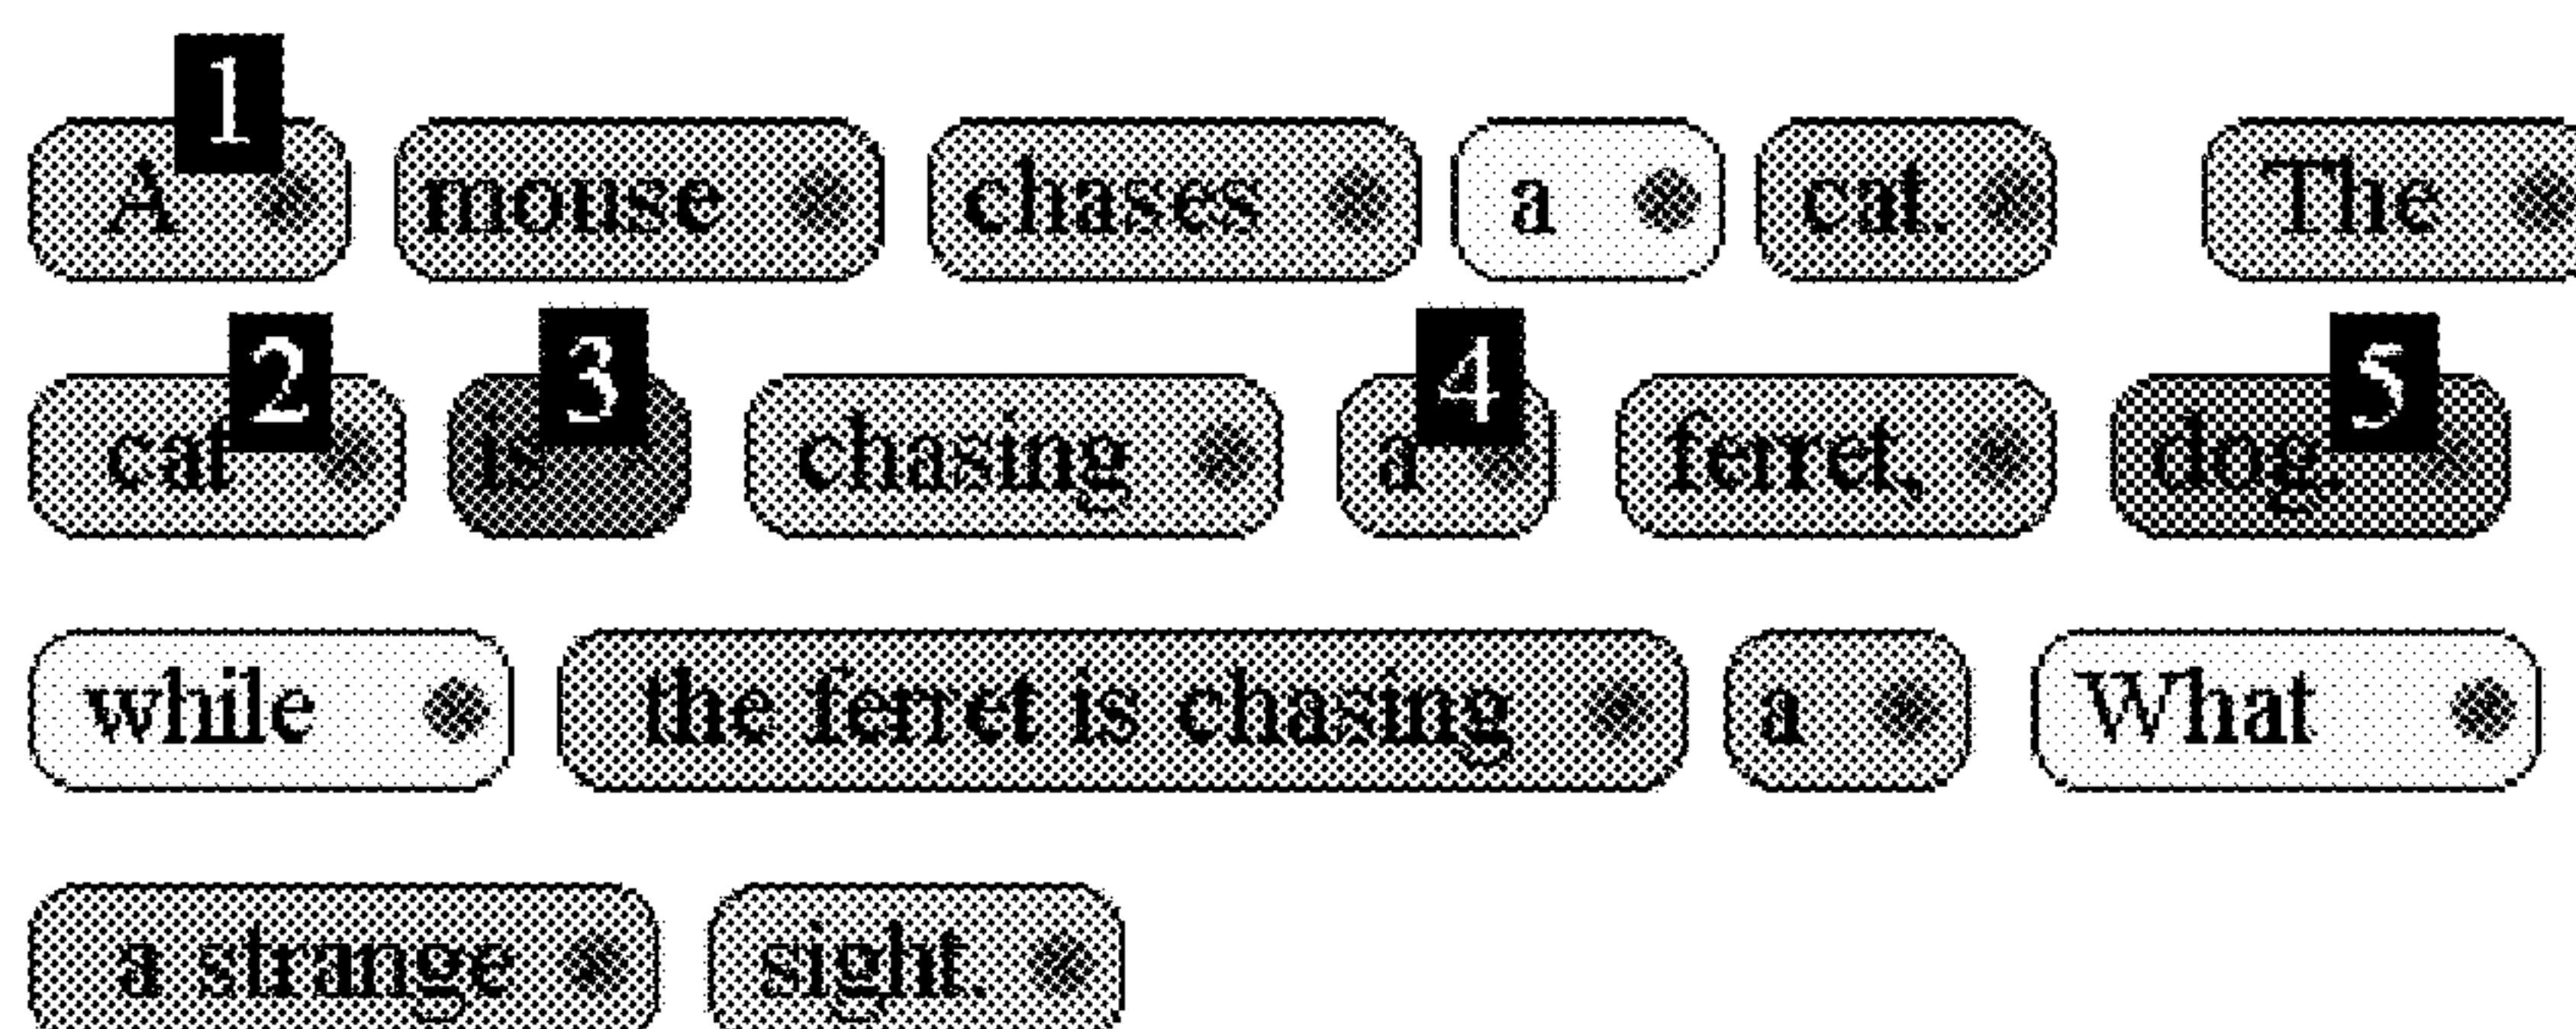 1
A mouse chases a cat. The
2 3 4 5
cat is chasing a ferret, dog.
while the ferret is chasing a What
a strange sight.